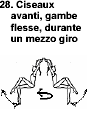 28. Ciseaux
avanti, gambe
flesse, durante
un mezzo giro